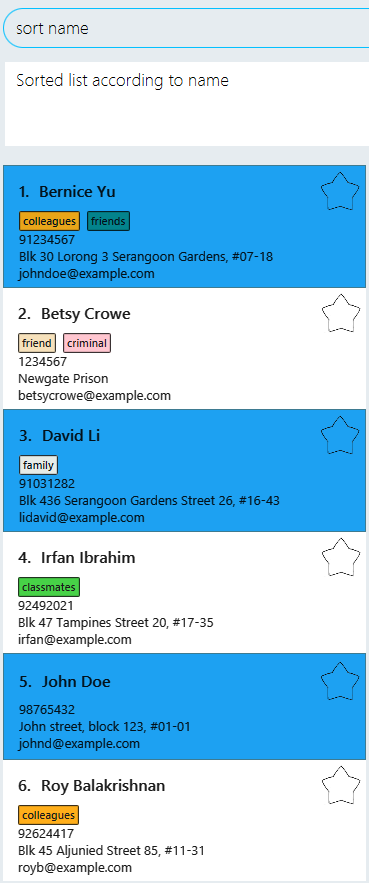 sort name
Sorted list according to name
1. Bernice Yu
colleagues friends
91234567
Blk 30 Lorong 3 Serangoon Gardens, #07-18
johndoe@example.com
2. Betsy Crowe
friend criminal
1234567
Newgate Prison
betsycrowe@example.com
3. David Li
family
91031282
Blk 436 Serangoon Gardens Street 26, #16-43
lidavid@example.com
4. Irfan Ibrahim
classmates
92492021
Blk 47 Tampines Street 20, #17-35
irfan@example.com
5. John Doe
98765432
John street, block 123, #01-01
johnd@example.com
6. Roy Balakrishnan
colleagues
92624417
Blk 45 Aljunied Street 85, #11-31
royb@example.com